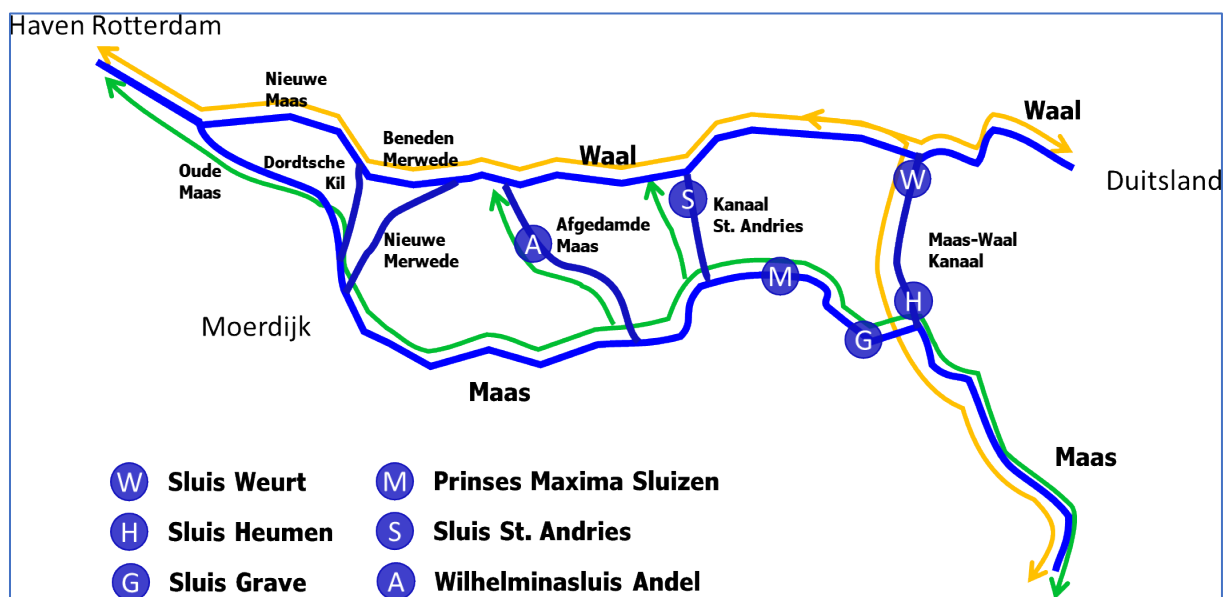 Haven Rotterdam
Nieuwe
Maas
Beneden
Merwede
Waal
Waal
Oude
Maas
Dordtsche
Kil
W
Duitsland
S
Kanaal
St. Andries
Afgedamde
Maas
A
Nieuwe
Merwede
Maas-Waal
Kanaal
M
H
Moerdijk
G
Maas
Maas
W Sluis Weurt
H Sluis Heumen
G Sluis Grave
M Prinses Maxima Sluizen
S Sluis St. Andries
A Wilhelminasluis Andel